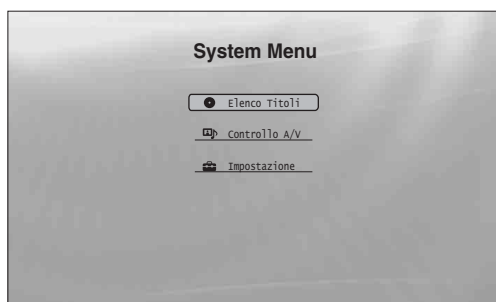 System Menu
Elenco Titoli
Controllo A/V
Impostazione